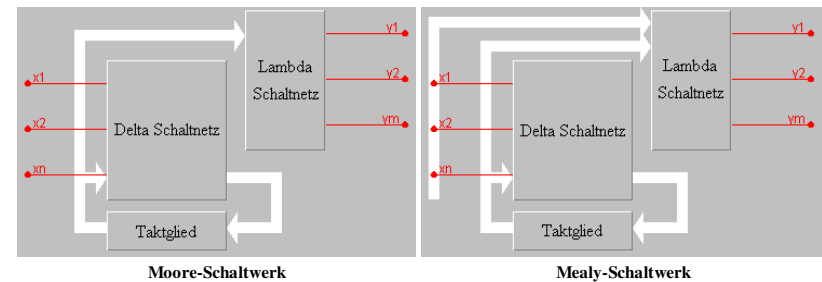 x1
x2
xn
Delta Schaltnetz
Taktglied
Lambda
Schaltnetz
y1
y2
ym
Moore-Schaltwerk
x1
x2
xn
Delta Schaltnetz
Taktglied
Lambda
Schaltnetz
y1
y2
ym
Mealy-Schaltwerk